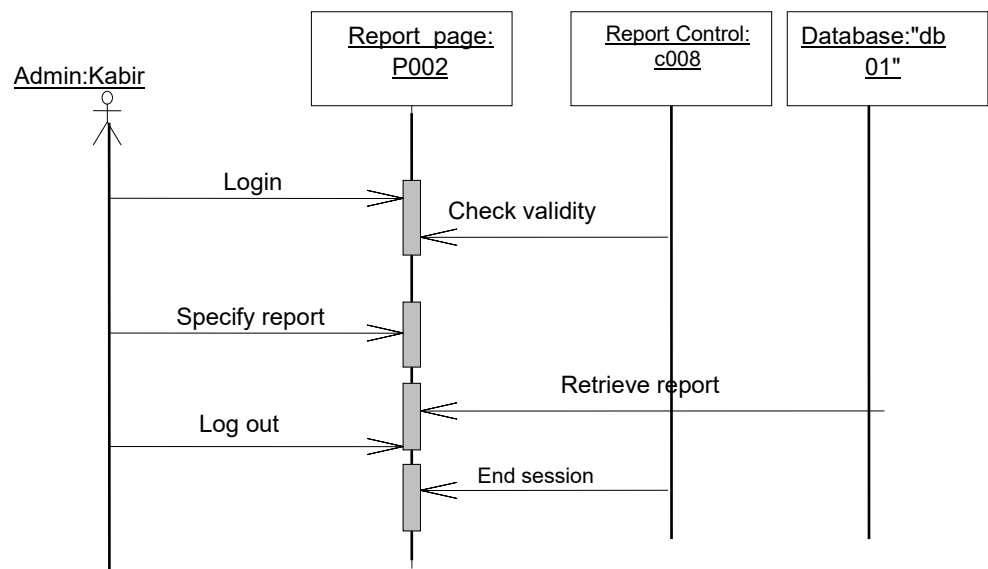 Admin:Kabir
Report page:
P002
Report Control:
c008
Database:"db
01"
Login
Check validity
Specify report
Retrieve report
Log out
End session